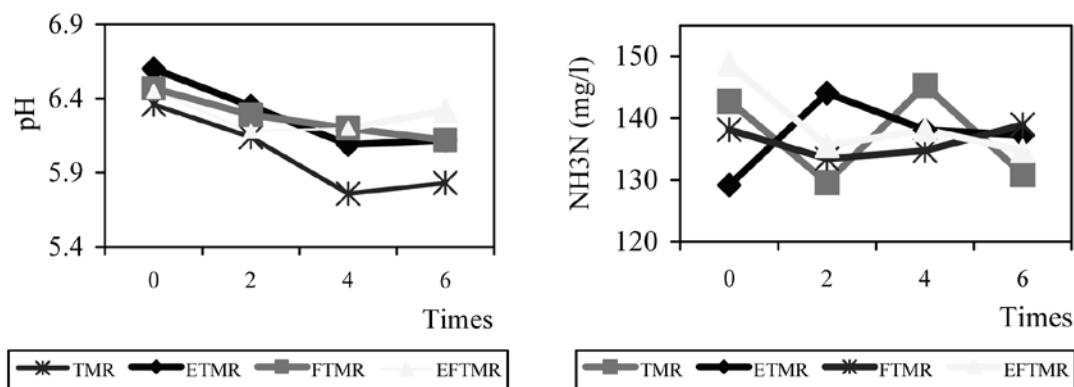 6.9
6.4
5.9
5.4
pH
0 2 4 6
Times
TMR ETMR FTMR EFTMR
150
140
130
120
NH3N (mg/l)
0 2 4 6
Times
TMR ETMR FTMR EFTMR